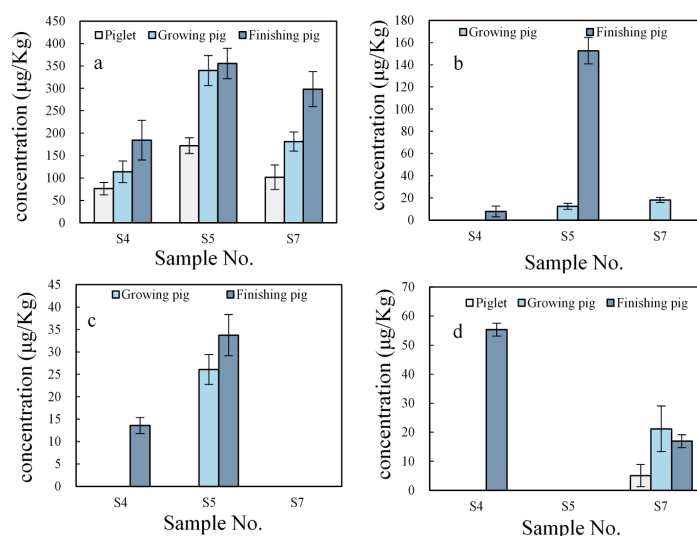 a
Piglet Growing pig Finishing pig
concentration (µg/Kg)
450
400
350
300
250
200
150
100
50
0
S4 S5 S7
Sample No.
b
Growing pig Finishing pig
concentration (µg/Kg)
180
160
140
120
100
80
60
40
20
0
S4 S5 S7
Sample No.
c
Growing pig Finishing pig
concentration (µg/Kg)
45
40
35
30
25
20
15
10
5
0
S4 S5 S7
Sample No.
d
Piglet Growing pig Finishing pig
concentration (µg/Kg)
70
60
50
40
30
20
10
0
S4 S5 S7
Sample No.